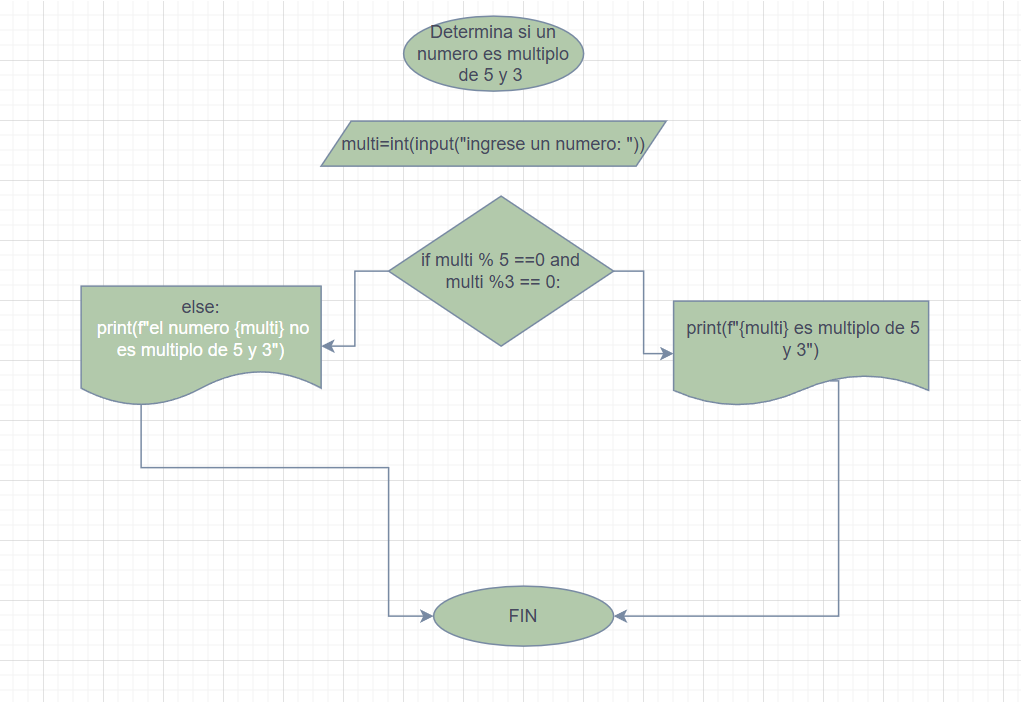 Determina si un
numero es multiplo
de 5 y 3
multi=int(input("ingrese un numero: "))
if multi % 5 ==0 and
multi %3 == 0:
else:
print(f"el numero {multi} no
es multiplo de 5 y 3")
print(f"{multi} es multiplo de 5
y 3")
FIN